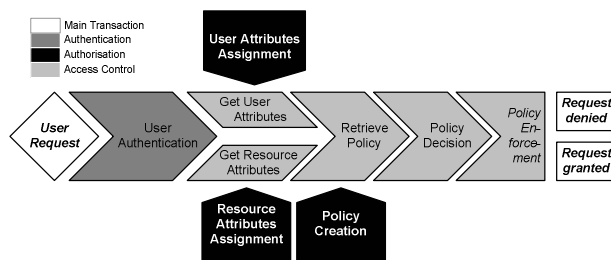 Main Transaction
Authentication
Authorisation
Access Control
User Attributes
Assignment
User
Request
User
Authentication
Get User
Attributes
Get Resource
Attributes
Retrieve
Policy
Policy
Decision
Policy
En-
force-
ment
Request
denied
Request
granted
Resource
Attributes
Assignment
Policy
Creation